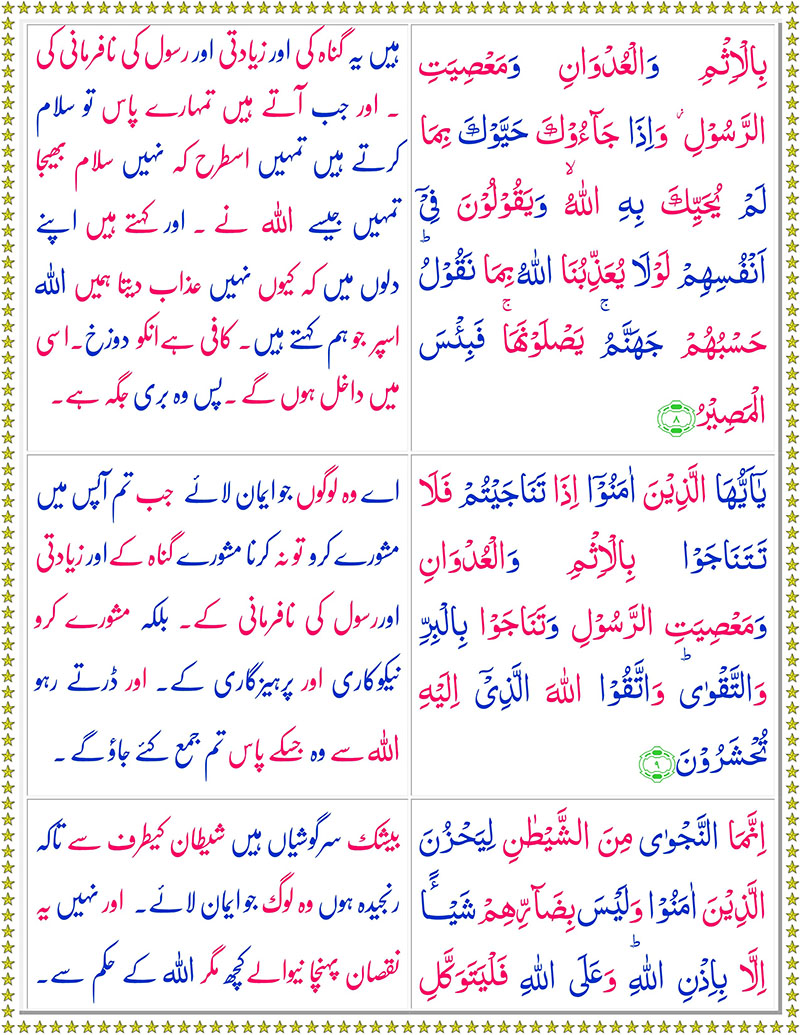 بِالْاِثْمِ وَالْعُدْوَانِ وَمَعْصِيَتِ
الرَّسُوْلِ ۫ وَاِذَا جَآءُوْكَ حَيَّوْكَ بِمَا
لَمْ يُحَيِّكَ بِهِ اللّٰهُ ۙ وَيَقُوْلُوْنَ فِيْٓ
اَنْفُسِهِمْ لَوْلَا يُعَذِّبُنَا اللّٰهُ بِمَا نَقُوْلُ ؕ
حَسْبُهُمْ جَهَنَّمُ ۚ يَصْلَوْنَهَا ۚ فَبِئْسَ
الْمَصِيْرُ ۝۸
ہیں یہ گناہ کی اور زیادتی اور رسول کی نافرمانی کی
۔ اور جب آتے ہیں تمہارے پاس تو سلام
کرتے ہیں تمہیں اسطرح کہ نہیں سلام بھیجا
تمہیں جیسے اللہ نے ۔ اور کہتے ہیں اپنے
دلوں میں کہ کیوں نہیں عذاب دیتا ہمیں اللہ
اسپر جو ہم کہتے ہیں۔ کافی ہے انکو دوزخ۔ اسی
میں داخل ہوں گے ۔ پس وہ بری جگہ ہے۔
يٰٓاَيُّهَا الَّذِيْنَ اٰمَنُوْٓا اِذَا تَنَاجَيْتُمْ فَلَا
تَتَنَاجَوْا بِالْاِثْمِ وَالْعُدْوَانِ
وَمَعْصِيَتِ الرَّسُوْلِ وَتَنَاجَوْا بِالْبِرِّ
وَالتَّقْوٰى ؕ وَاتَّقُوْا اللّٰهَ الَّذِيْٓ اِلَيْهِ
تُحْشَرُوْنَ ۝۹
اے وہ لوگوں جو ایمان لائے جب تم آپس میں
مشورے کرو تو نہ کرنا مشورے گناہ کے اور زیادتی
اور رسول کی نافرمانی کے۔ بلکہ مشورے کرو
نیکوکاری اور پرہیزگاری کے۔ اور ڈرتے رہو
اللہ سے وہ جسکے پاس تم جمع کئے جاؤ گے ۔
اِنَّمَا النَّجْوٰى مِنَ الشَّيْطٰنِ لِيَحْزُنَ
الَّذِيْنَ اٰمَنُوْا وَلَيْسَ بِضَآرِّهِمْ شَيْـًٔـا
اِلَّا بِاِذْنِ اللّٰهِ ؕ وَعَلَى اللّٰهِ فَلْيَتَوَكَّلِ
بیشک سرگوشیاں ہیں شیطان کیطرف سے تاکہ
رنجیدہ ہوں وہ لوگ جو ایمان لائے۔ اور نہیں یہ
نقصان پہنچا نیوالے کچھ مگر اللہ کے حکم سے۔